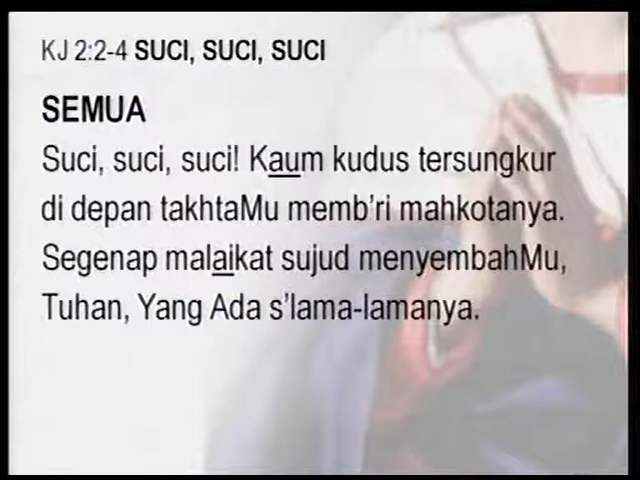 KJ 2:2-4 SUCI, SUCI, SUCI
SEMUA
Suci, suci, suci! Kaum kudus tersungkur
di depan takhtaMu memb'ri mahkotanya.
Segenap malaikat sujud menyembahMu,
Tuhan, Yang Ada s'lama-lamanya.